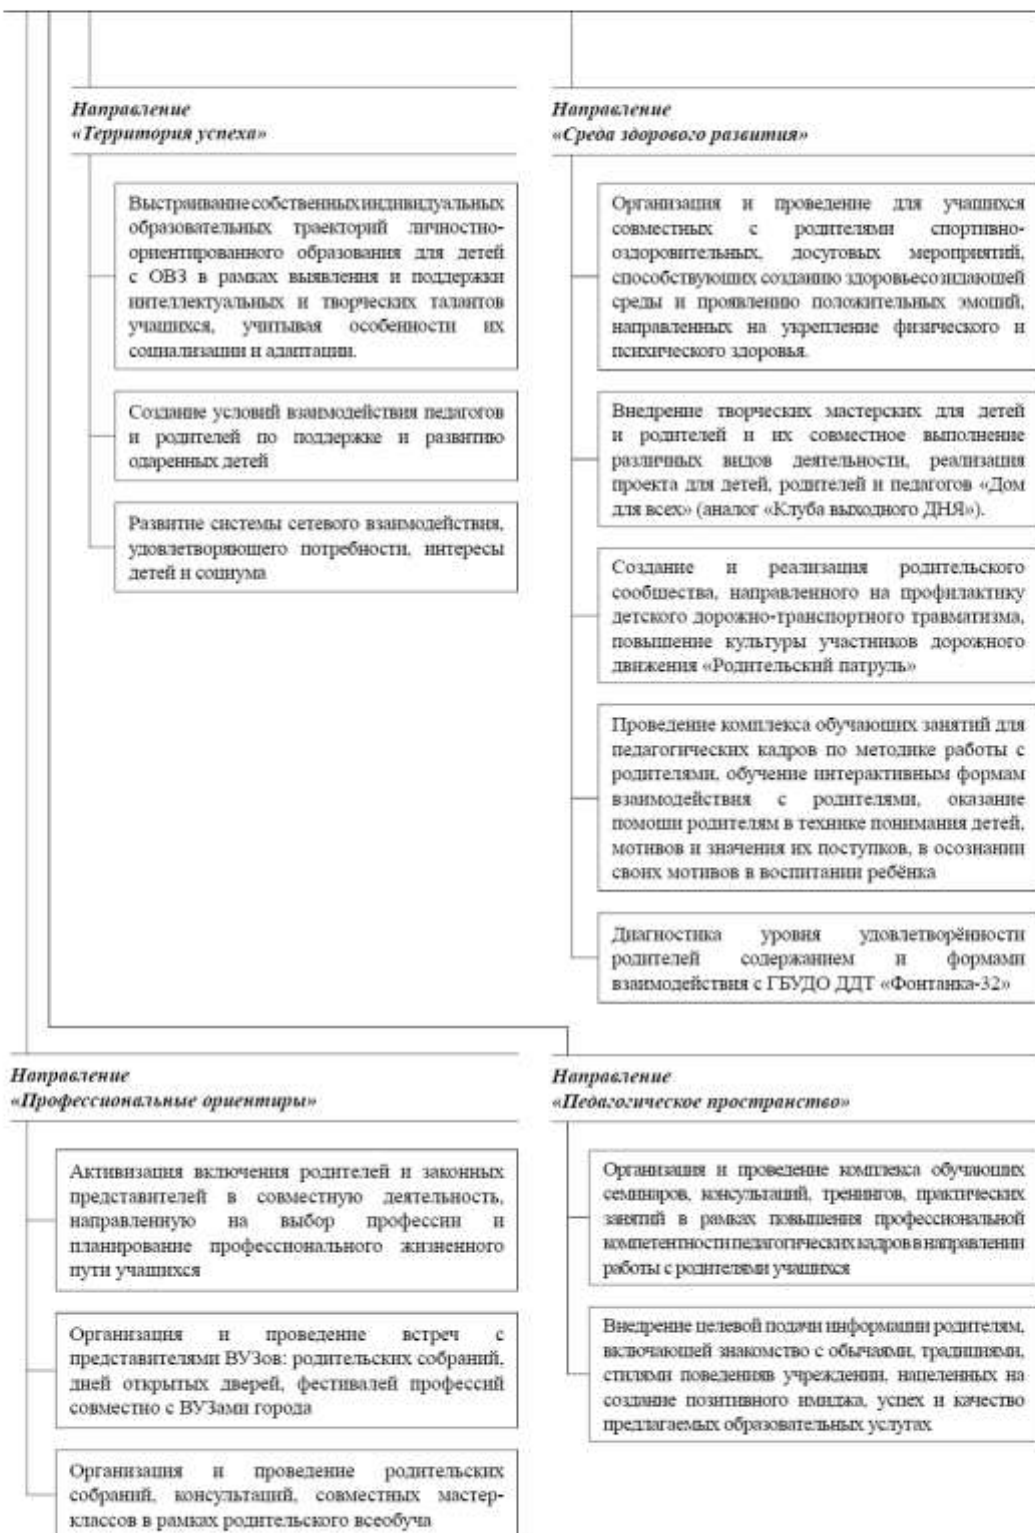 Направление
«Территория успеха»
Выстраивание собственных индивидуальных
образовательных траекторий личностно-
ориентированного образования для детей
с ОВЗ в рамках выявления и поддержки
интеллектуальных и творческих талантов
учащихся, учитывая особенности их
социализации и адаптации.
Создание условий взаимодействия педагогов
и родителей по поддержке и развитию
одаренных детей
Развитие системы сетевого взаимодействия,
удовлетворяющего потребности, интересы
детей и социума
Направление
«Среда здорового развития»
Организация и проведение для учащихся
совместных с родителями спортивно-
оздоровительных, досуговых мероприятий,
способствующих созданию здоровьесозидающей
среды и проявлению положительных эмоций,
направленных на укрепление физического и
психического здоровья.
Внедрение творческих мастерских для детей
и родителей и их совместное выполнение
различных видов деятельности, реализация
проекта для детей, родителей и педагогов «Дом
для всех» (аналог «Клуба выходного ДНЯ»).
Создание и реализация родительского
сообщества, направленного на профилактику
детского дорожно-транспортного травматизма,
повышение культуры участников дорожного
движения «Родительский патруль»
Проведение комплекса обучающих занятий для
педагогических кадров по методике работы с
родителями, обучение интерактивным формам
взаимодействия с родителями, оказание
помощи родителям в технике понимания детей,
мотивов и значения их поступков, в осознании
своих мотивов в воспитании ребёнка
Диагностика уровня удовлетворённости
родителей содержанием и формами
взаимодействия с ГБУДО ДДТ «Фонтанка-32»
Направление
«Профессиональные ориентиры»
Активизация включения родителей и законных
представителей в совместную деятельность,
направленную на выбор профессии и
планирование профессионального жизненного
пути учащихся
Организация и проведение встреч с
представителями ВУЗов: родительских собраний,
дней открытых дверей, фестивалей профессий
совместно с ВУЗами города
Организация и проведение родительских
собраний, консультаций, совместных мастер-
классов в рамках родительского всеобуча
Направление
«Педагогическое пространство»
Организация и проведение комплекса обучающих
семинаров, консультаций, тренингов, практических
занятий в рамках повышения профессиональной
компетентности педагогических кадров в направлении
работы с родителями учащихся
Внедрение целевой подачи информации родителям,
включающей знакомство с обычаями, традициями,
стилями поведенияв учреждении, нацеленных на
создание позитивного имиджа, успех и качество
предлагаемых образовательных услугах